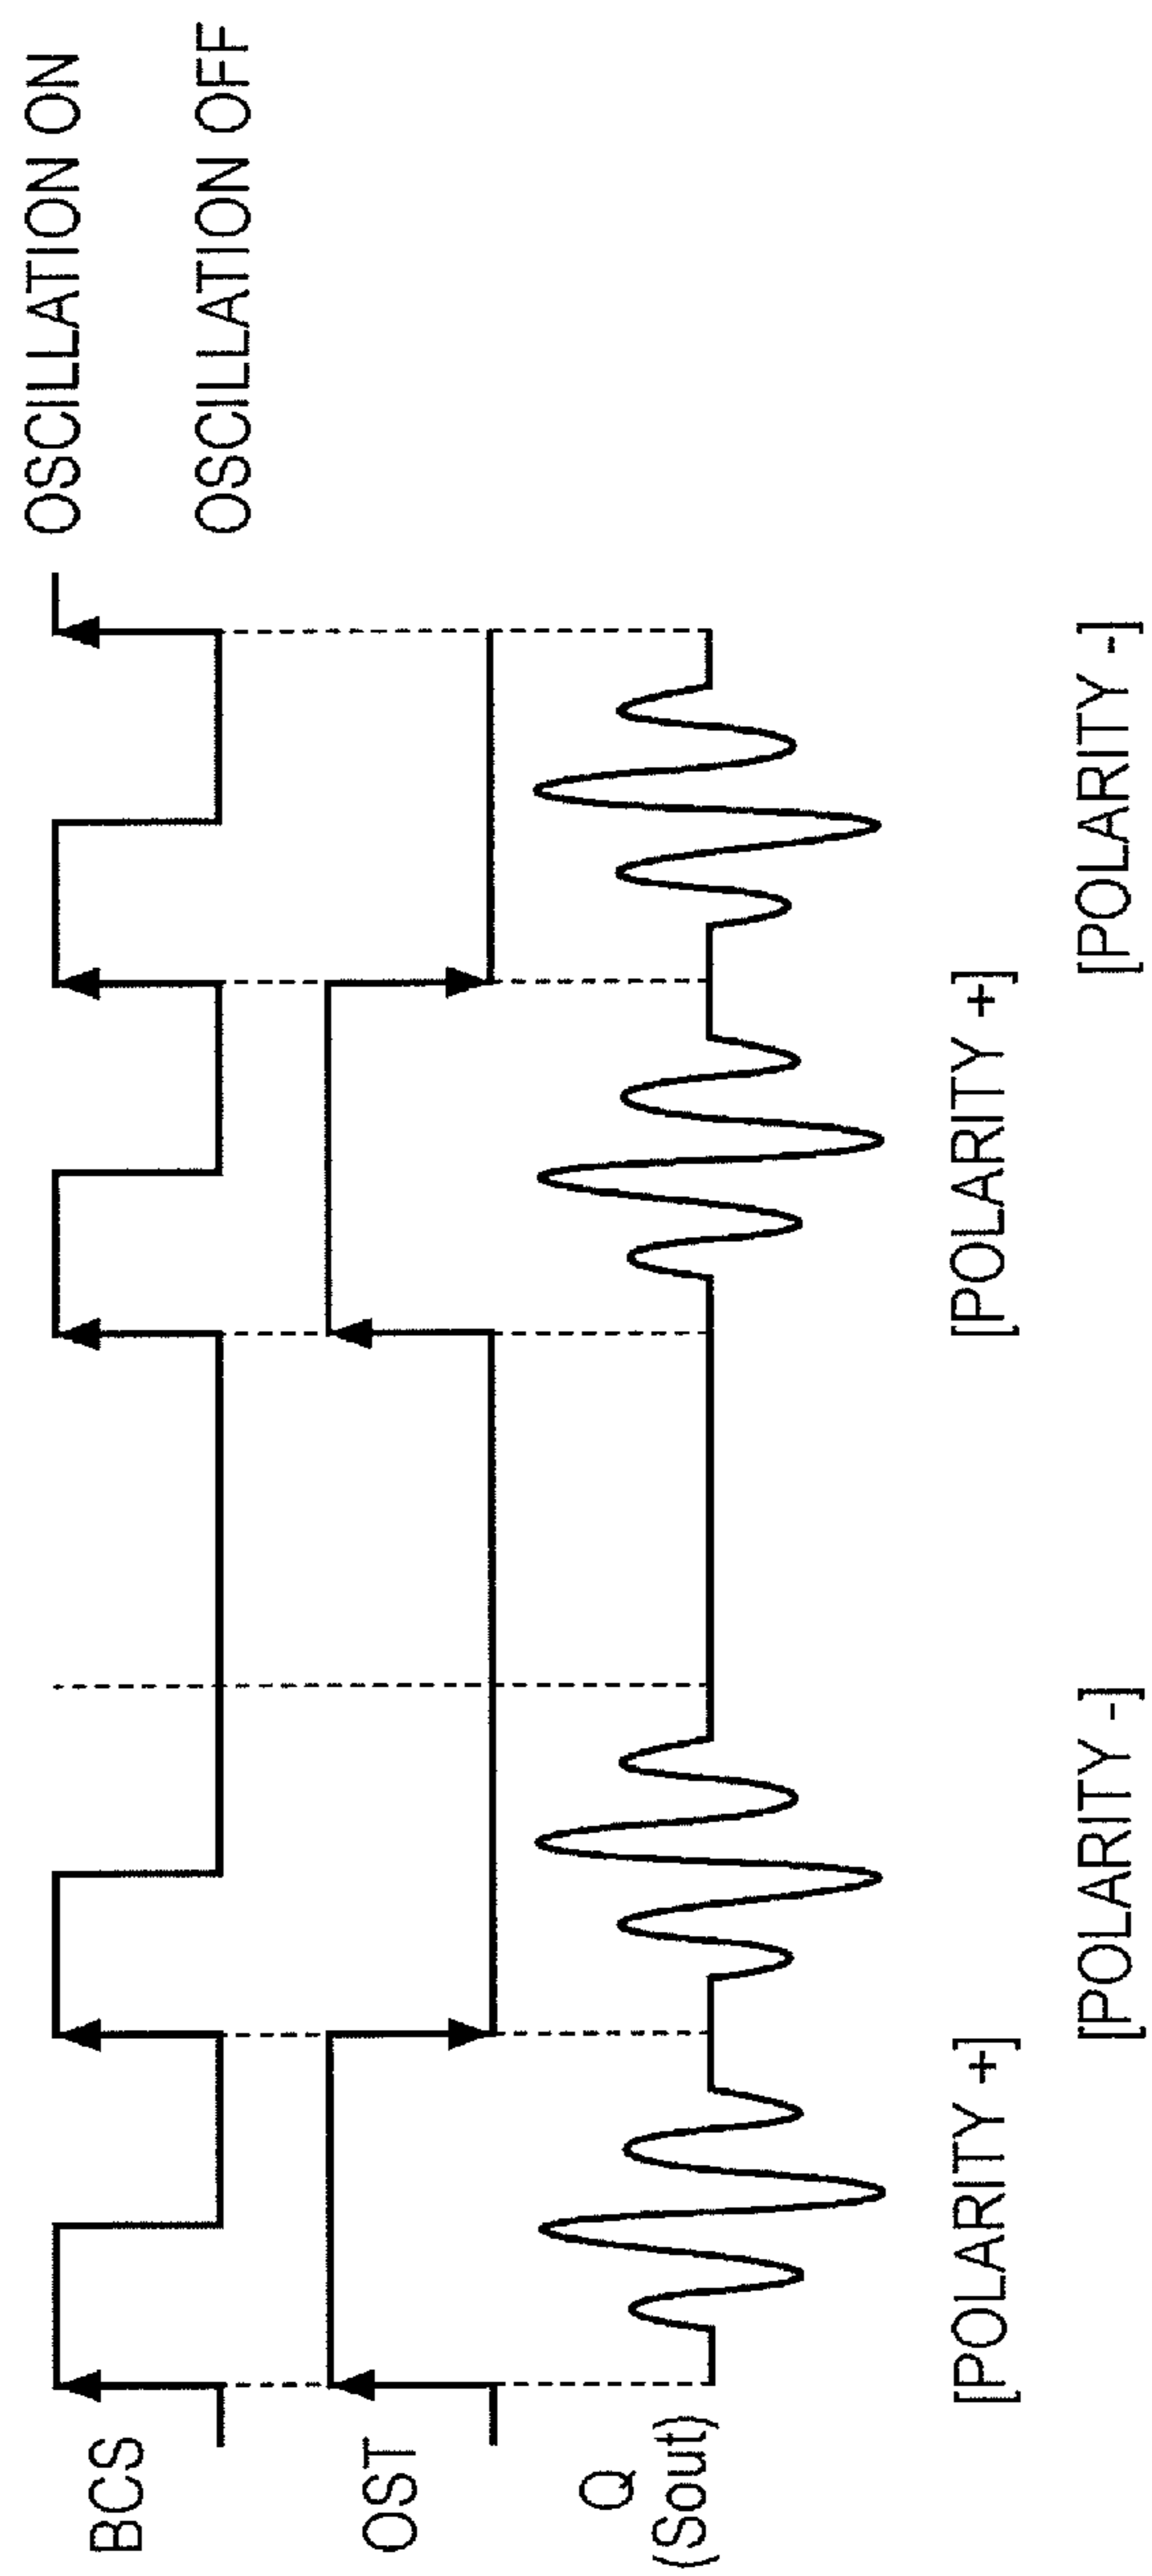 BCS
OSCILLATION ON
OSCILLATION OFF
OST
Q
(Sout)
[POLARITY +]
[POLARITY -]
[POLARITY +]
[POLARITY -]